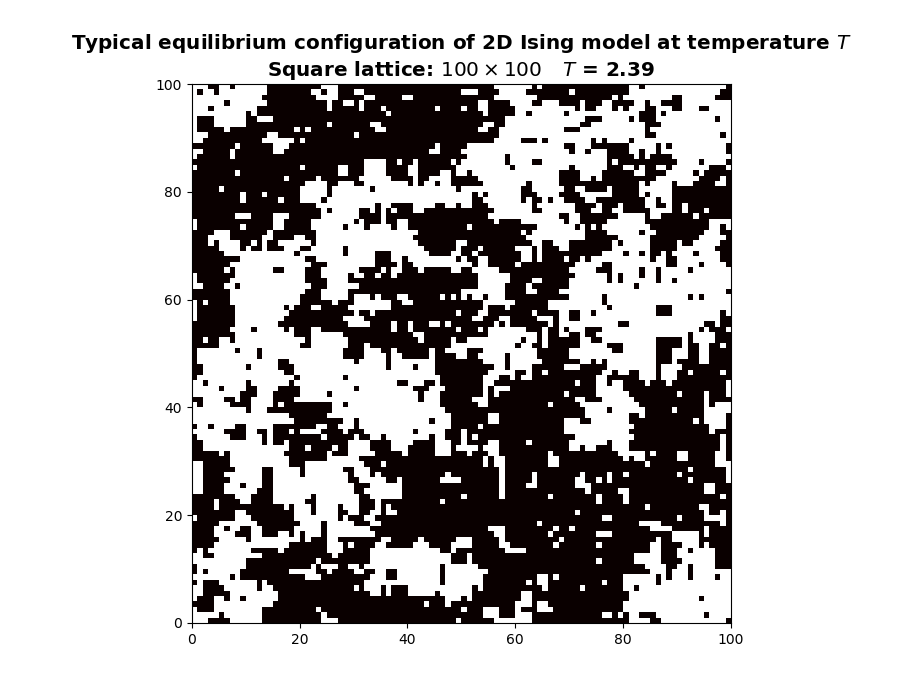 Typical equilibrium configuration of 2D Ising model at temperature T
Square lattice: 100 × 100 T = 2.39
100
80
60
40
20
0
0 20 40 60 80 100